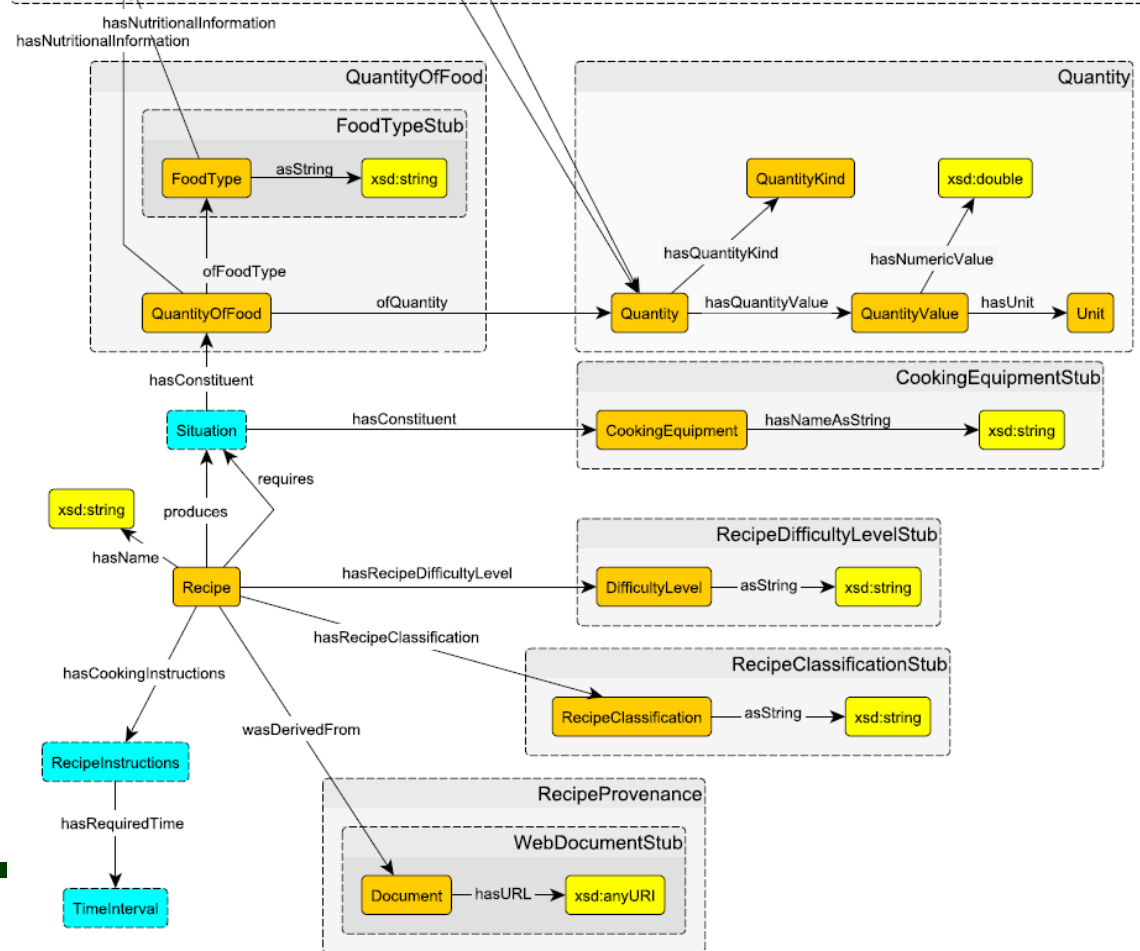 hasNutritionalInformation
hasNutritionalInformation
QuantityOfFood
Quantity
FoodTypeStub
FoodType
asString
xsd:string
QuantityKind
xsd:double
ofFoodType
hasQuantityKind
hasNumericValue
QuantityOfFood
ofQuantity
Quantity
hasQuantityValue
QuantityValue
hasUnit
Unit
hasConstituent
CookingEquipmentStub
Situation
hasConstituent
CookingEquipment
hasNameAsString
xsd:string
requires
xsd:string
produces
RecipeDifficultyLevelStub
hasName
Recipe
hasRecipeDifficultyLevel
DifficultyLevel
asString
xsd:string
hasRecipeClassification
RecipeClassificationStub
hasCookingInstructions
RecipeClassification
asString
xsd:string
wasDerivedFrom
RecipeInstructions
RecipeProvenance
hasRequiredTime
WebDocumentStub
Document
hasURL
xsd:anyURI
TimeInterval